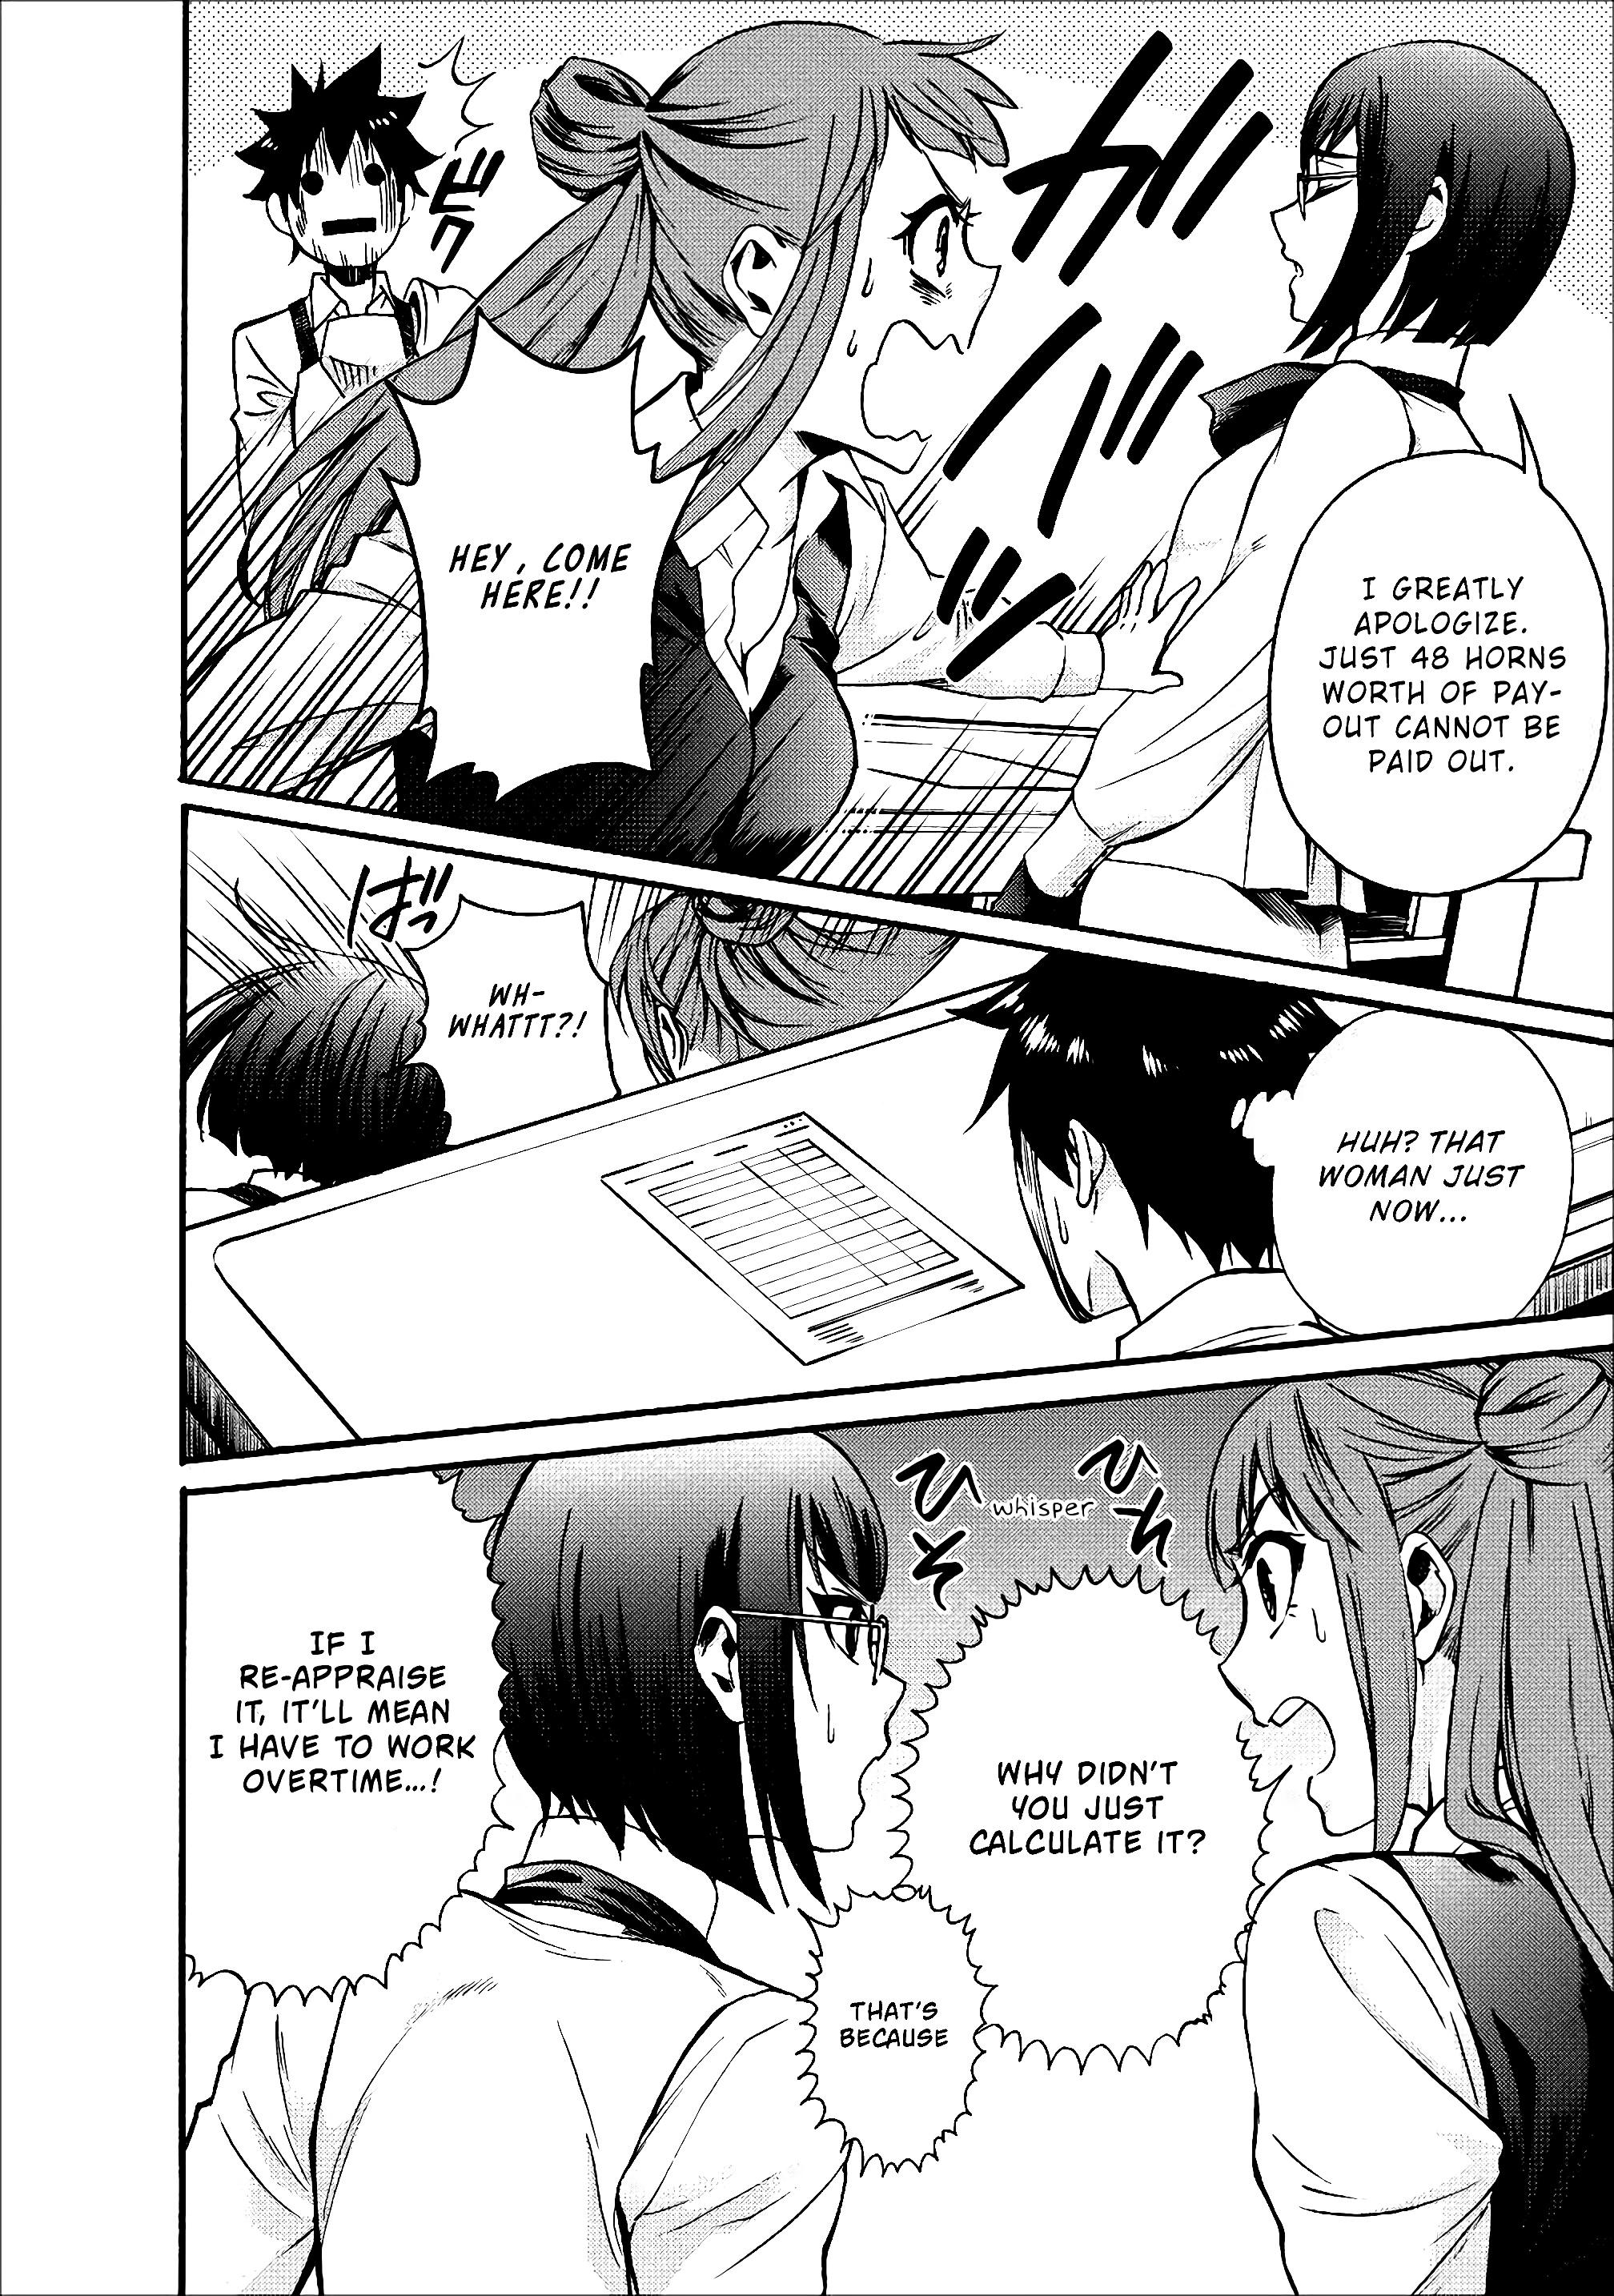 I GREATLY
APOLOGIZE.
JUST 48 HORNS
WORTH OF PAY-
OUT CANNOT BE
PAID OUT.
ガバッ
HEY, COME
HERE!!
ビクッ
HUH? THAT
WOMAN JUST
NOW...
WH-
WHATTT?!
ばっ
ひそ
whisper
ひそ
WHY DIDN'T
YOU JUST
CALCULATE IT?
THAT'S
BECAUSE
IF I
RE-APPRAISE
IT, IT'LL MEAN
I HAVE TO WORK
OVERTIME...!